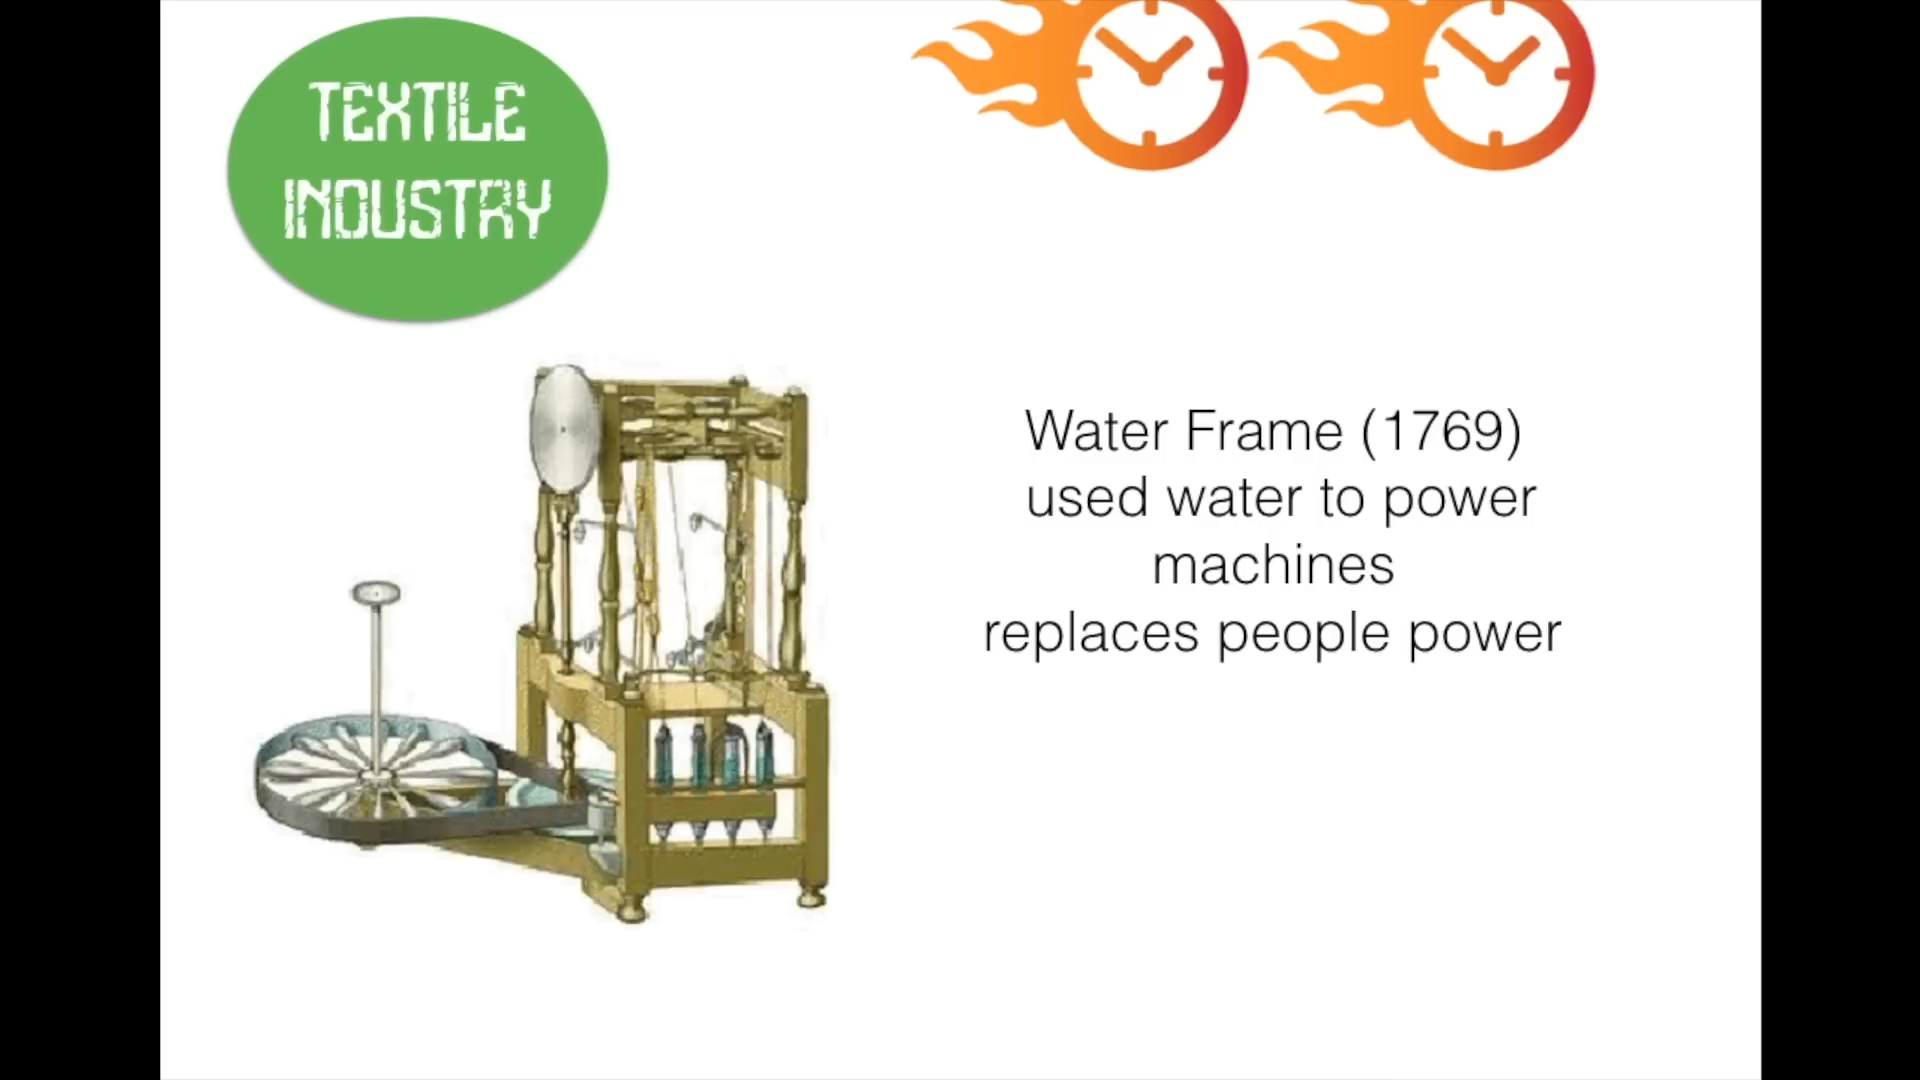 TEXTILE
INDUSTRY
Water Frame (1769)
used water to power
machines
replaces people power